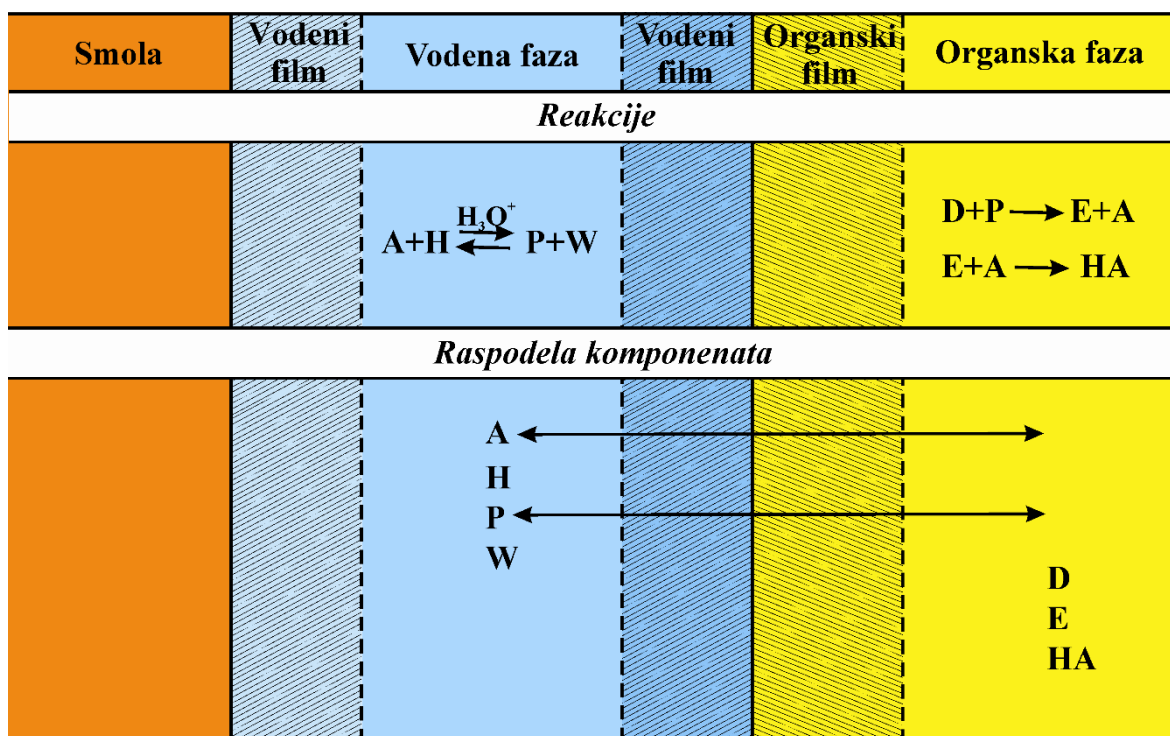 Smola
Vodeni
film
Vodena faza
Vodeni
film
Organski
film
Organska faza
Reakcije
H₃O⁺
A+H ⇄ P+W
D+P → E+A
E+A → HA
Raspodela komponenata
A
H
P
W
D
E
HA